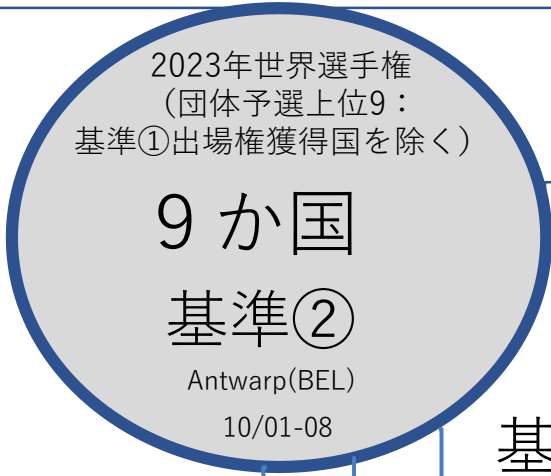 2023年世界選手権
（団体予選上位9：
基準①出場権獲得国を除く）
９か国
基準②
Antwarp(BEL)
10/01-08
基